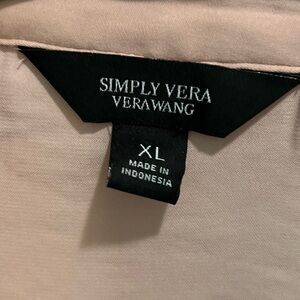 SIMPLY VERA
VERAWANG
XL
MADE IN
INDONESIA